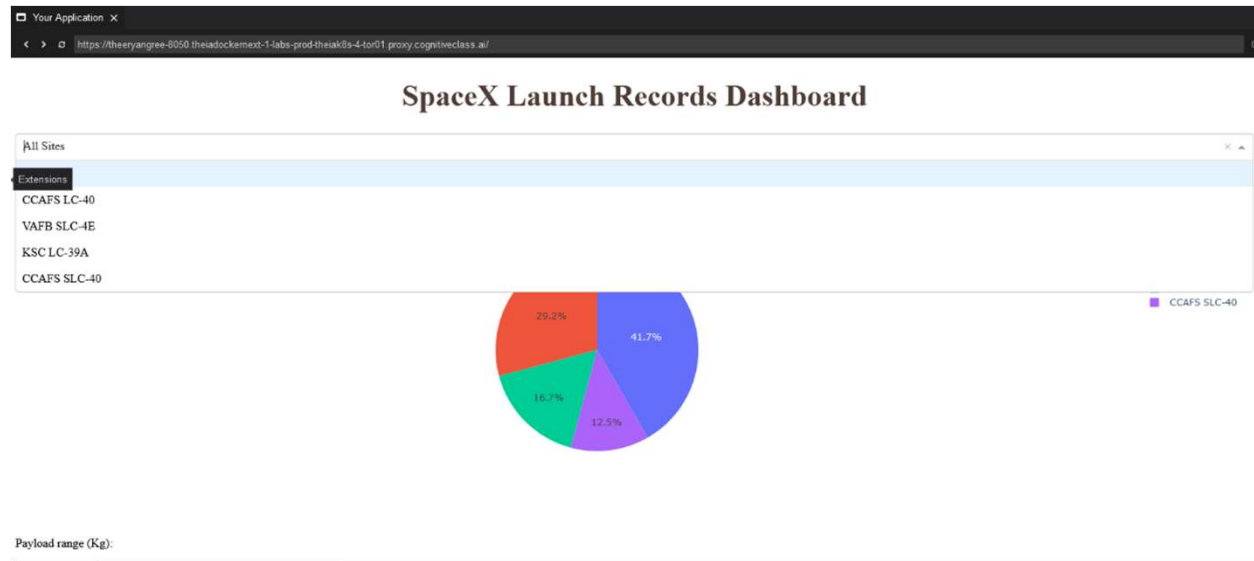 Your Application ×
https://theeryangree-8050.theiadockernext-1-labs-prod-theiak8s-4-tor01.proxy.cognitiveclass.ai/
SpaceX Launch Records Dashboard
All Sites
Extensions
CCAFS LC-40
VAFB SLC-4E
KSC LC-39A
CCAFS SLC-40
CCAFS SLC-40
29.2%
41.7%
16.7%
12.5%
Payload range (Kg):